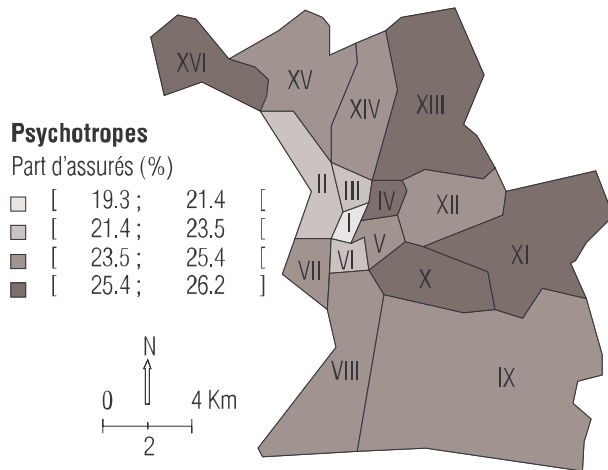 XVI
XV
XIV
XIII
Psychotropes
Part d'assurés (%)
[ 19.3 ; 21.4 [
[ 21.4 ; 23.5 [
[ 23.5 ; 25.4 [
[ 25.4 ; 26.2 ]
II
III
IV
XII
I
V
VI
VII
X
XI
VIII
IX
N
0 4 Km
2